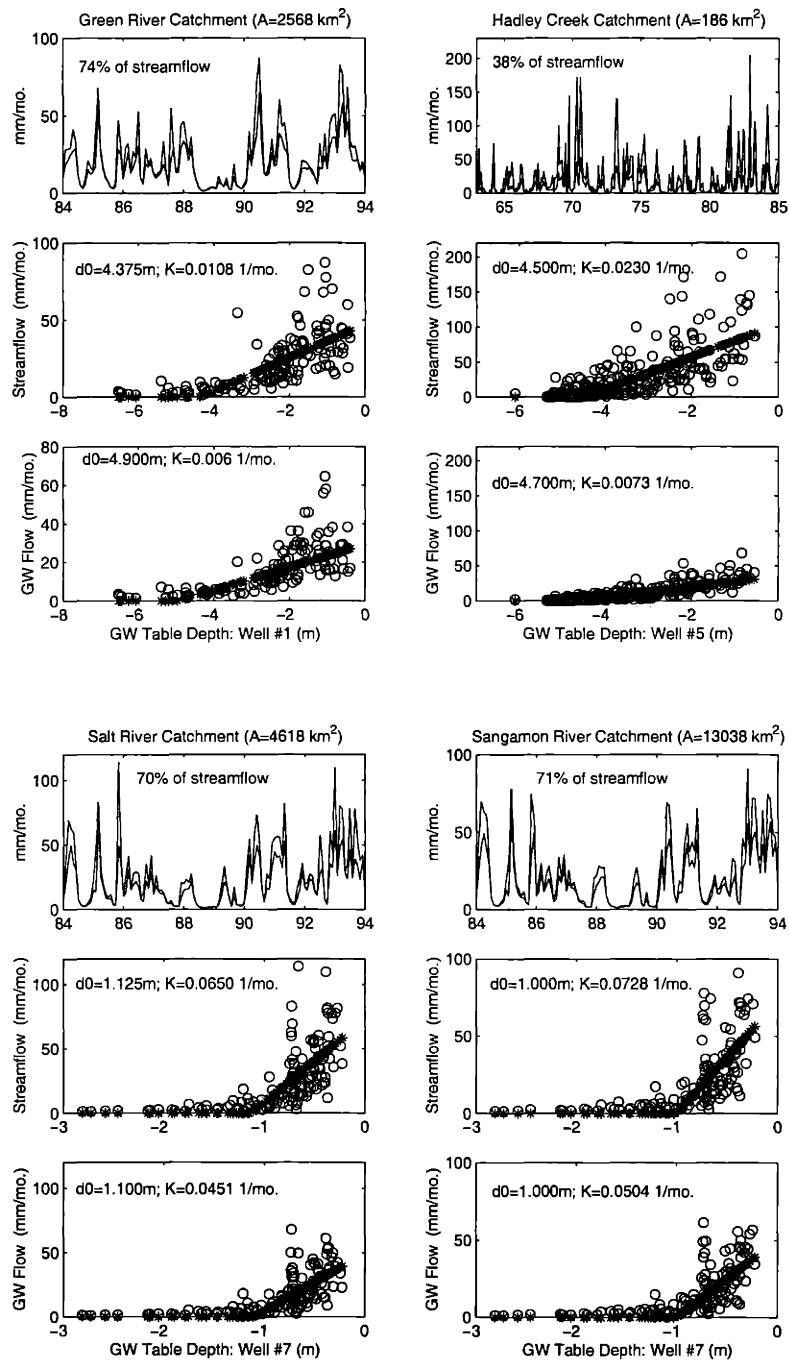 Green River Catchment (A=2568 km²)
100
50
0
mm/mo.
74% of streamflow
84 86 88 90 92 94
100
50
0
Streamflow (mm/mo.)
d0=4.375m; K=0.0108 1/mo.
−8 −6 −4 −2 0
80
60
40
20
0
GW Flow (mm/mo.)
d0=4.900m; K=0.006 1/mo.
−8 −6 −4 −2 0
GW Table Depth: Well #1 (m)
Hadley Creek Catchment (A=186 km²)
200
150
100
50
0
mm/mo.
38% of streamflow
65 70 75 80 85
200
150
100
50
0
Streamflow (mm/mo.)
d0=4.500m; K=0.0230 1/mo.
−6 −4 −2 0
200
150
100
50
0
GW Flow (mm/mo.)
d0=4.700m; K=0.0073 1/mo.
−6 −4 −2 0
GW Table Depth: Well #5 (m)
Salt River Catchment (A=4618 km²)
100
50
0
mm/mo.
70% of streamflow
84 86 88 90 92 94
100
50
0
Streamflow (mm/mo.)
d0=1.125m; K=0.0650 1/mo.
−3 −2 −1 0
100
50
0
GW Flow (mm/mo.)
d0=1.100m; K=0.0451 1/mo.
−3 −2 −1 0
GW Table Depth: Well #7 (m)
Sangamon River Catchment (A=13038 km²)
100
50
0
mm/mo.
71% of streamflow
84 86 88 90 92 94
100
50
0
Streamflow (mm/mo.)
d0=1.000m; K=0.0728 1/mo.
−3 −2 −1 0
100
50
0
GW Flow (mm/mo.)
d0=1.000m; K=0.0504 1/mo.
−3 −2 −1 0
GW Table Depth: Well #7 (m)